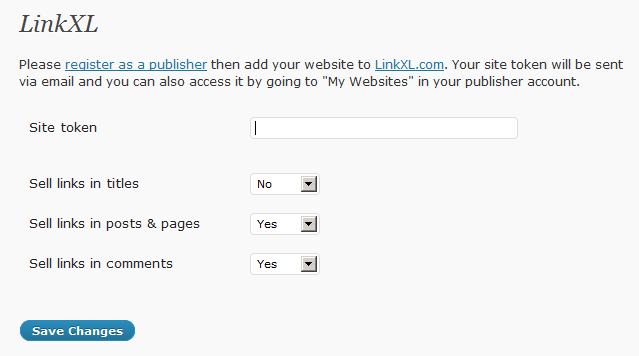 LinkXL
Please register as a publisher then add your website to LinkXL.com. Your site token will be sent
via email and you can also access it by going to "My Websites" in your publisher account.
Site token
Sell links in titles No
Sell links in posts & pages Yes
Sell links in comments Yes
Save Changes